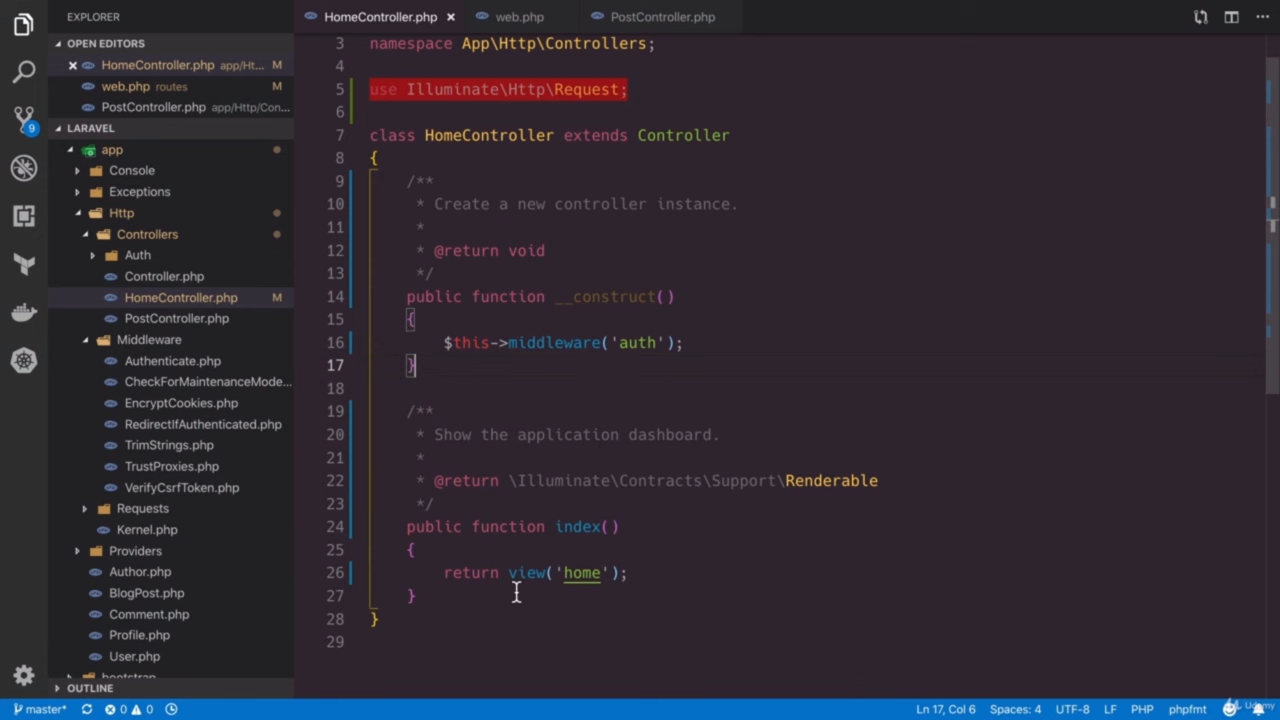 EXPLORER
OPEN EDITORS
HomeController.php app/Ht... M
web.php routes M
PostController.php app/Http/Con...
LARAVEL
app
Console
Exceptions
Http
Controllers
Auth
Controller.php
HomeController.php M
PostController.php
Middleware
Authenticate.php
CheckForMaintenanceMode...
EncryptCookies.php
RedirectIfAuthenticated.php
TrimStrings.php
TrustProxies.php
VerifyCsrfToken.php
Requests
Kernel.php
Providers
Author.php
BlogPost.php
Comment.php
Profile.php
User.php
bootstrap
OUTLINE
9
HomeController.php web.php PostController.php
3 namespace App\Http\Controllers;
4
5 use Illuminate\Http\Request;
6
7 class HomeController extends Controller
8 {
9 /**
10 * Create a new controller instance.
11 *
12 * @return void
13 */
14 public function __construct()
15 {
16 $this->middleware('auth');
17 }
18
19 /**
20 * Show the application dashboard.
21 *
22 * @return \Illuminate\Contracts\Support\Renderable
23 */
24 public function index()
25 {
26 return view('home');
27 }
28 }
29
master* 0 0 Ln 17, Col 6 Spaces: 4 UTF-8 LF PHP phpfmt
Udemy